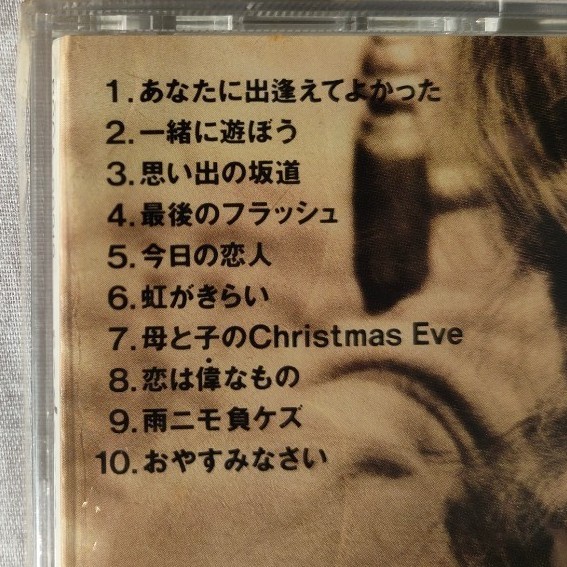 1.あなたに出逢えてよかった
2.一緒に遊ぼう
3.思い出の坂道
4.最後のフラッシュ
5.今日の恋人
6.虹がきらい
7.母と子のChristmas Eve
8.恋は偉なもの
9.雨ニモ負ケズ
10.おやすみなさい